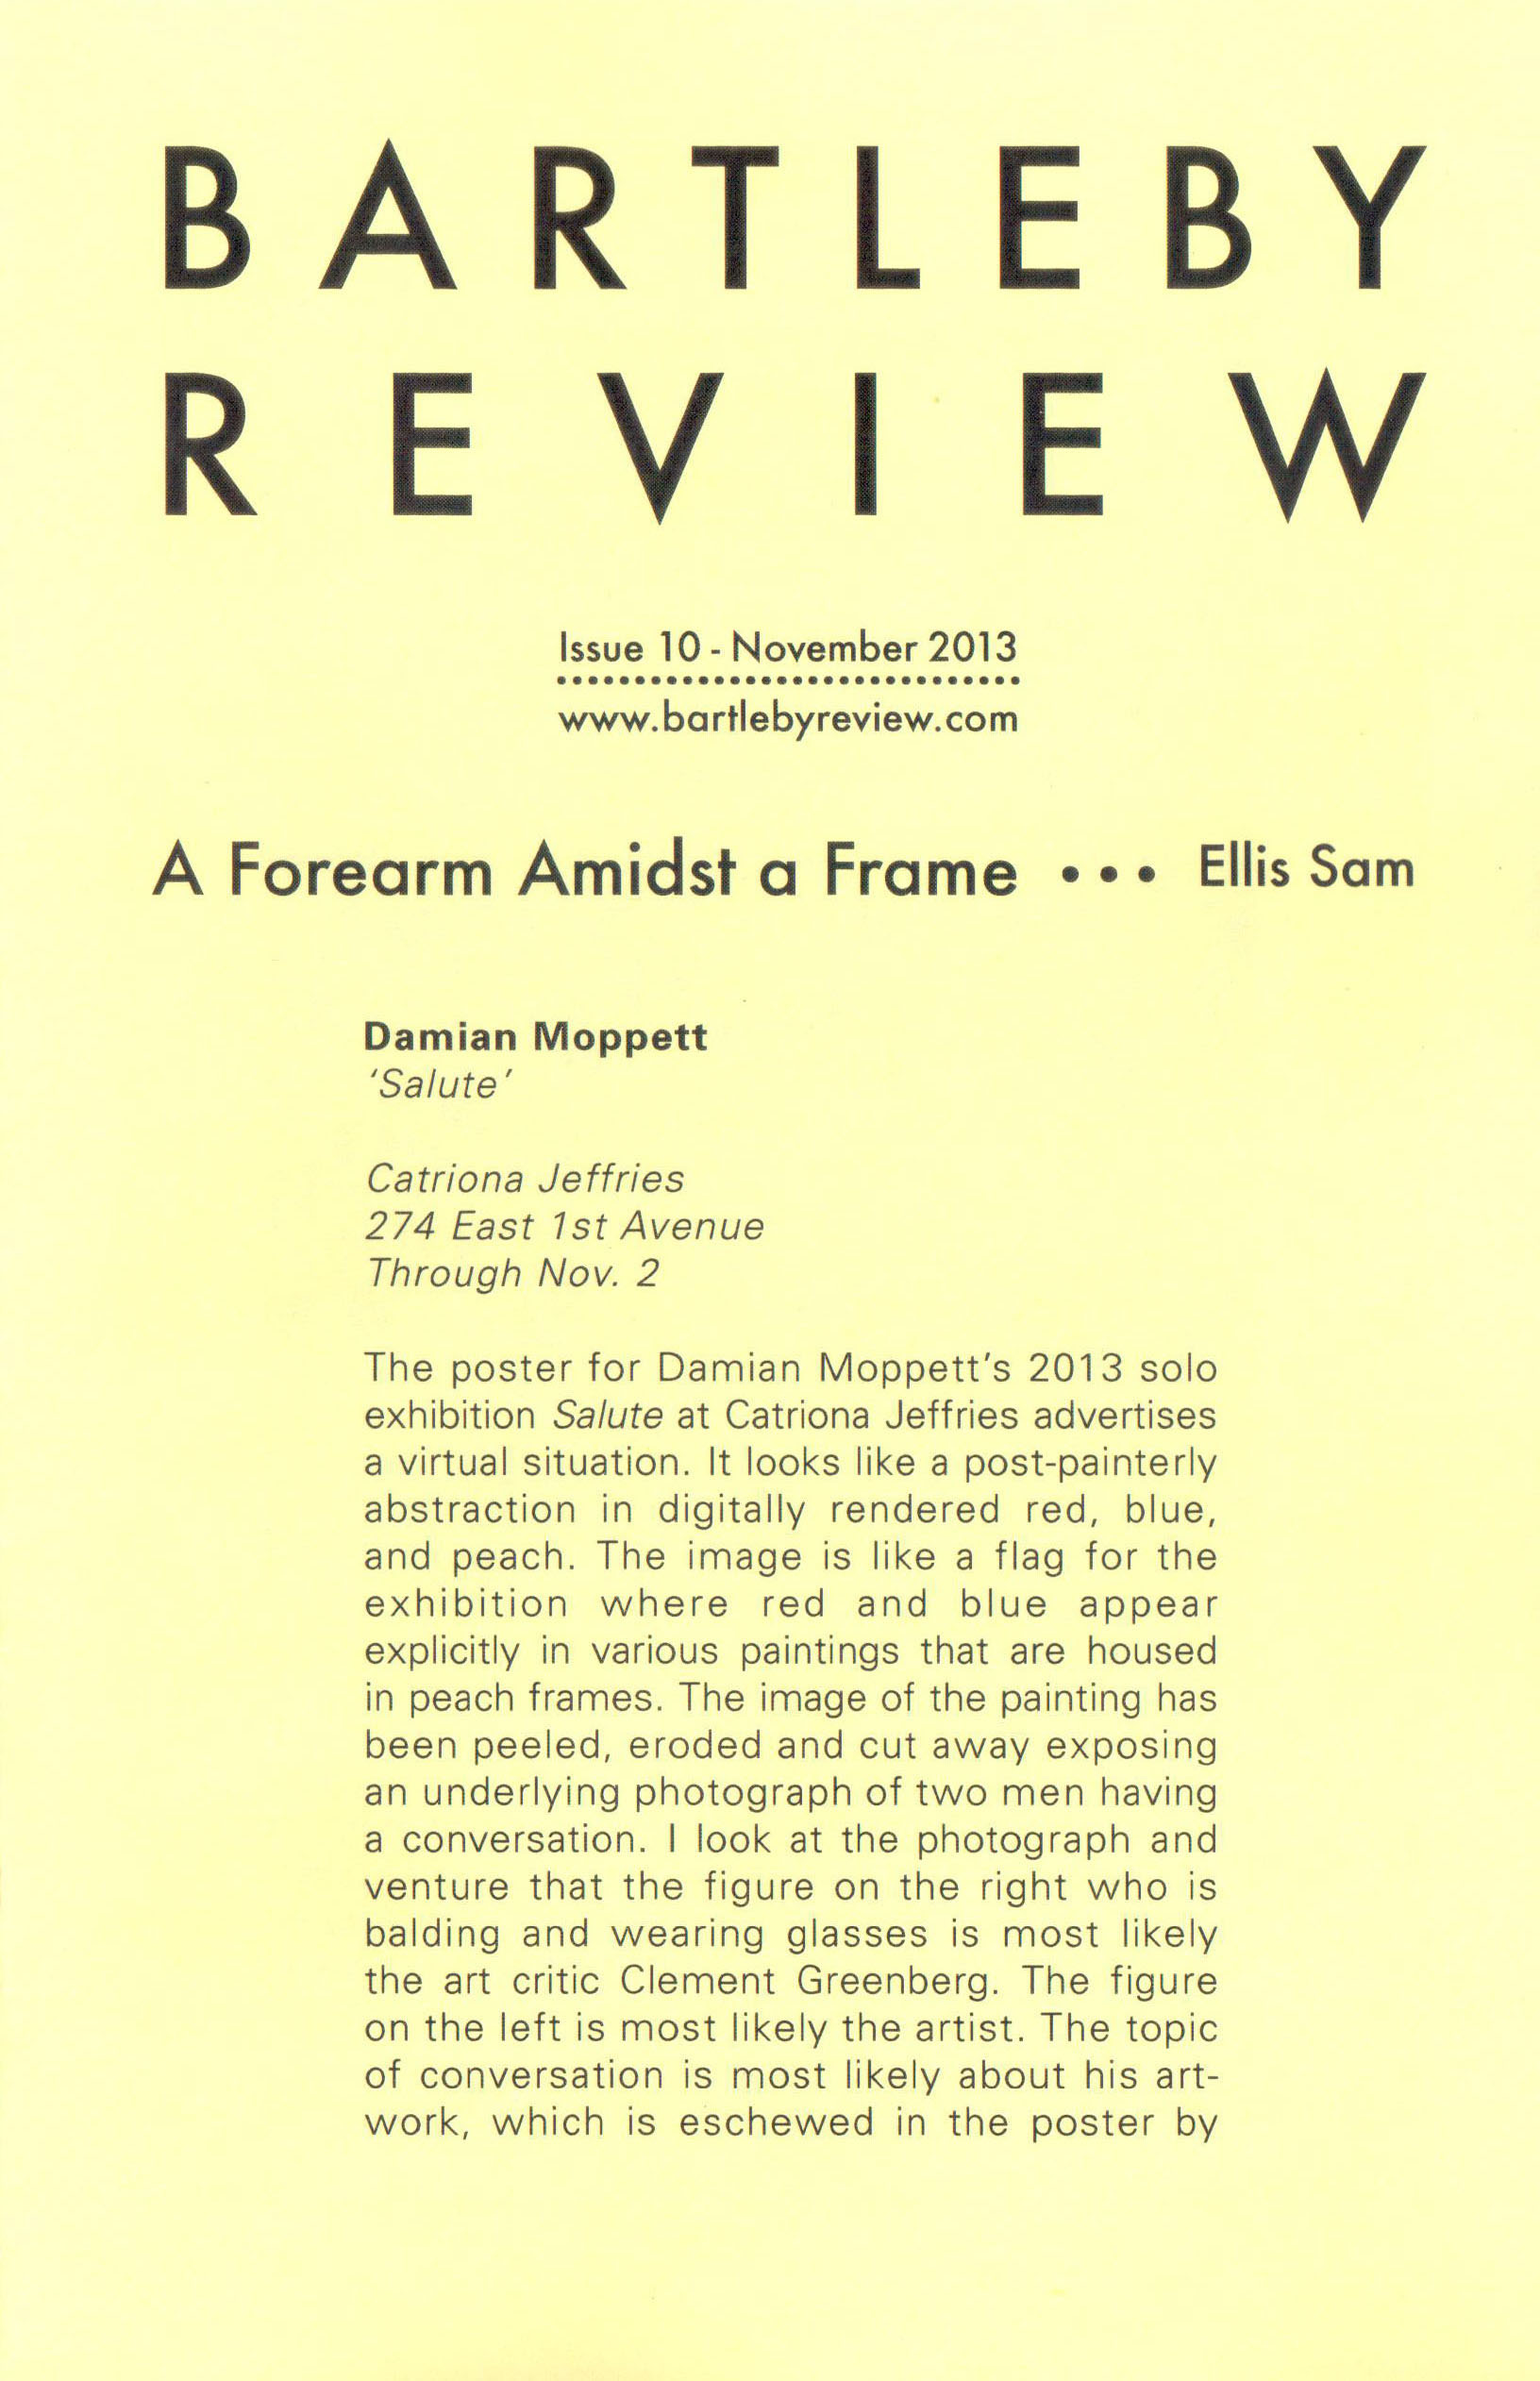 BARTLEBY
REVIEW
Issue 10 - November 2013
www.bartlebyreview.com
A Forearm Amidst a Frame ••• Ellis Sam
Damian Moppett
‘Salute’
Catriona Jeffries
274 East 1st Avenue
Through Nov. 2
The poster for Damian Moppett’s 2013 solo
exhibition Salute at Catriona Jeffries advertises
a virtual situation. It looks like a post-painterly
abstraction in digitally rendered red, blue,
and peach. The image is like a flag for the
exhibition where red and blue appear
explicitly in various paintings that are housed
in peach frames. The image of the painting has
been peeled, eroded and cut away exposing
an underlying photograph of two men having
a conversation. I look at the photograph and
venture that the figure on the right who is
balding and wearing glasses is most likely
the art critic Clement Greenberg. The figure
on the left is most likely the artist. The topic
of conversation is most likely about his art-
work, which is eschewed in the poster by